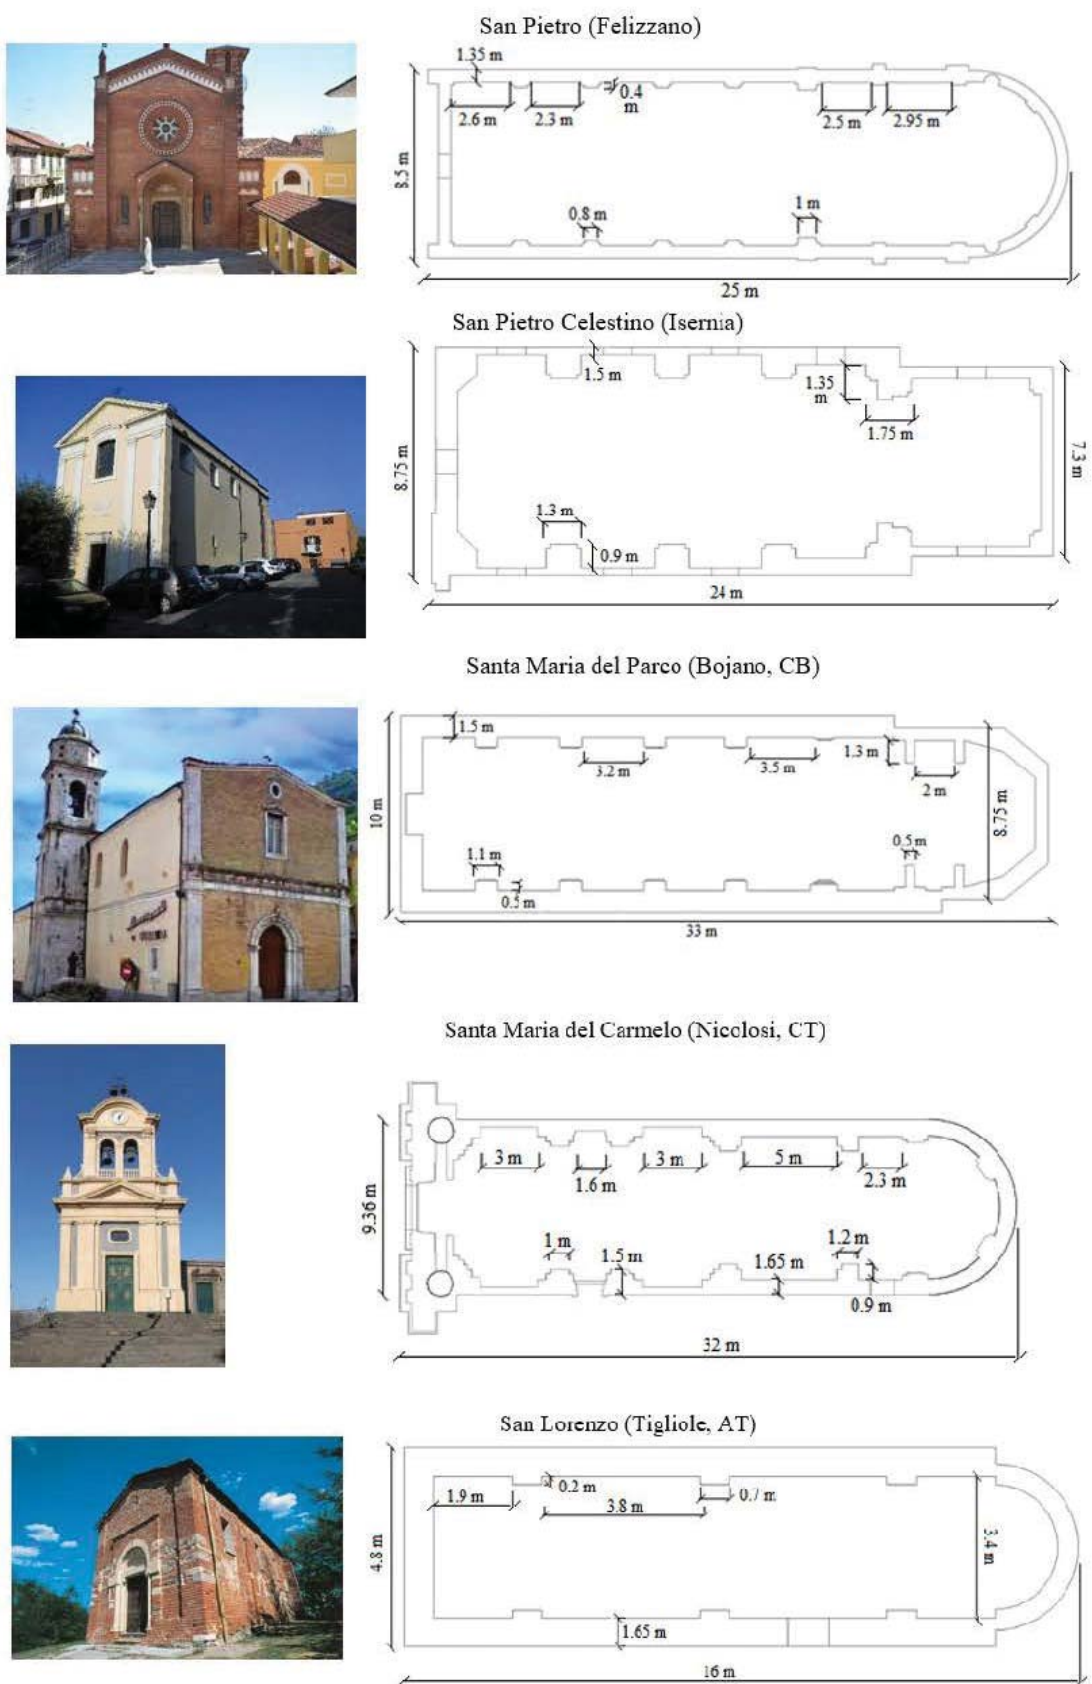 San Pietro (Felizzano)
1.35 m
0.4
m
2.6 m
2.3 m
2.5 m
2.95 m
8.5 m
0.8 m
1 m
25 m
San Pietro Celestino (Isernia)
1.5 m
1.35
m
1.75 m
8.75 m
7.3 m
1.3 m
0.9 m
24 m
Santa Maria del Parco (Bojano, CB)
1.5 m
3.2 m
3.5 m
1.3 m
2 m
10 m
8.75 m
1.1 m
0.5 m
0.5 m
33 m
Santa Maria del Carmelo (Nicolosi, CT)
3 m
1.6 m
3 m
5 m
2.3 m
9.36 m
1 m
1.5 m
1.65 m
1.2 m
0.9 m
32 m
San Lorenzo (Tigliole, AT)
1.9 m
0.2 m
3.8 m
0.7 m
4.8 m
3.4 m
1.65 m
16 m